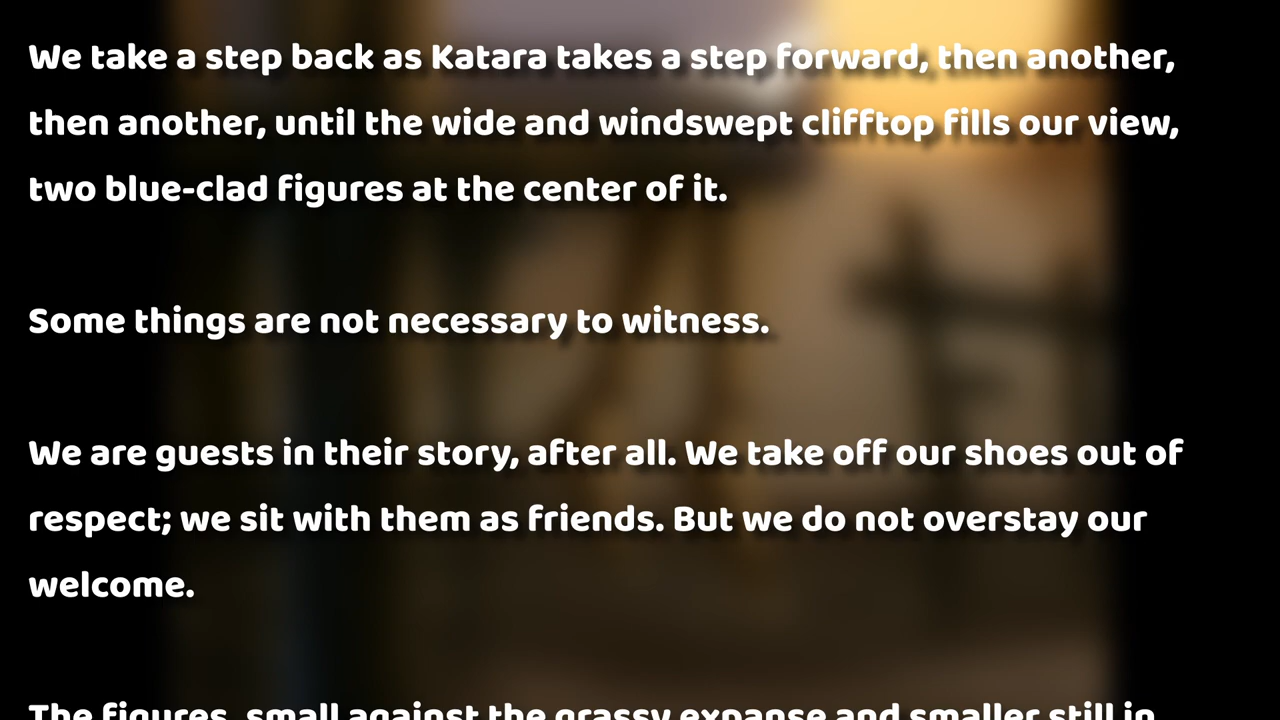 We take a step back as Katara takes a step forward, then another,
then another, until the wide and windswept clifftop fills our view,
two blue-clad figures at the center of it.
Some things are not necessary to witness.
We are guests in their story, after all. We take off our shoes out of
respect; we sit with them as friends. But we do not overstay our
welcome.
The figures, small against the grassy expanse and smaller still in